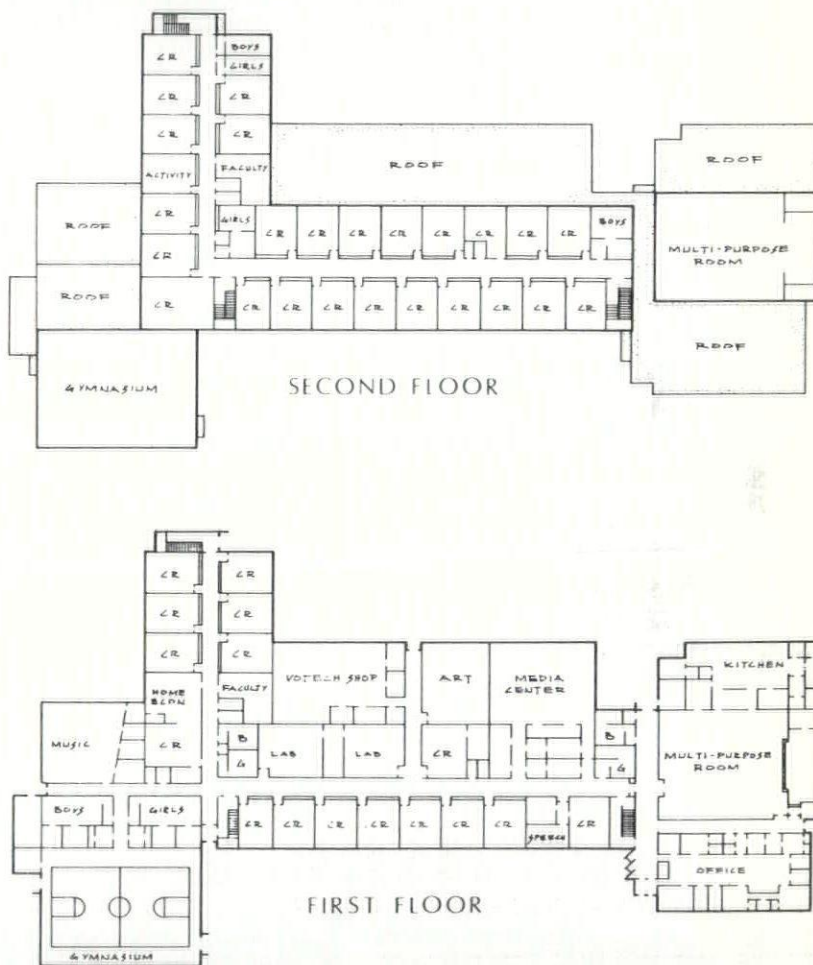 BOYS
CR
GIRLS
CR CR
CR CR
ROOF ROOF
ACTIVITY FACULTY
CR GIRLS CR CR CR CR CR CR CR CR BOYS
ROOF
CR
MULTI-PURPOSE
ROOM
ROOF
CR CR CR CR CR CR CR CR CR CR
ROOF
GYMNASIUM
SECOND FLOOR
CR CR
CR CR
CR CR
KITCHEN
VOTECH SHOP ART MEDIA
CENTER
HOME
FACULTY
MUSIC
CR
B
G
LAB LAB CR
B
G
MULTI-PURPOSE
ROOM
BOYS GIRLS
CR CR CR CR CR CR CR SPEECH CR
OFFICE
FIRST FLOOR
GYMNASIUM